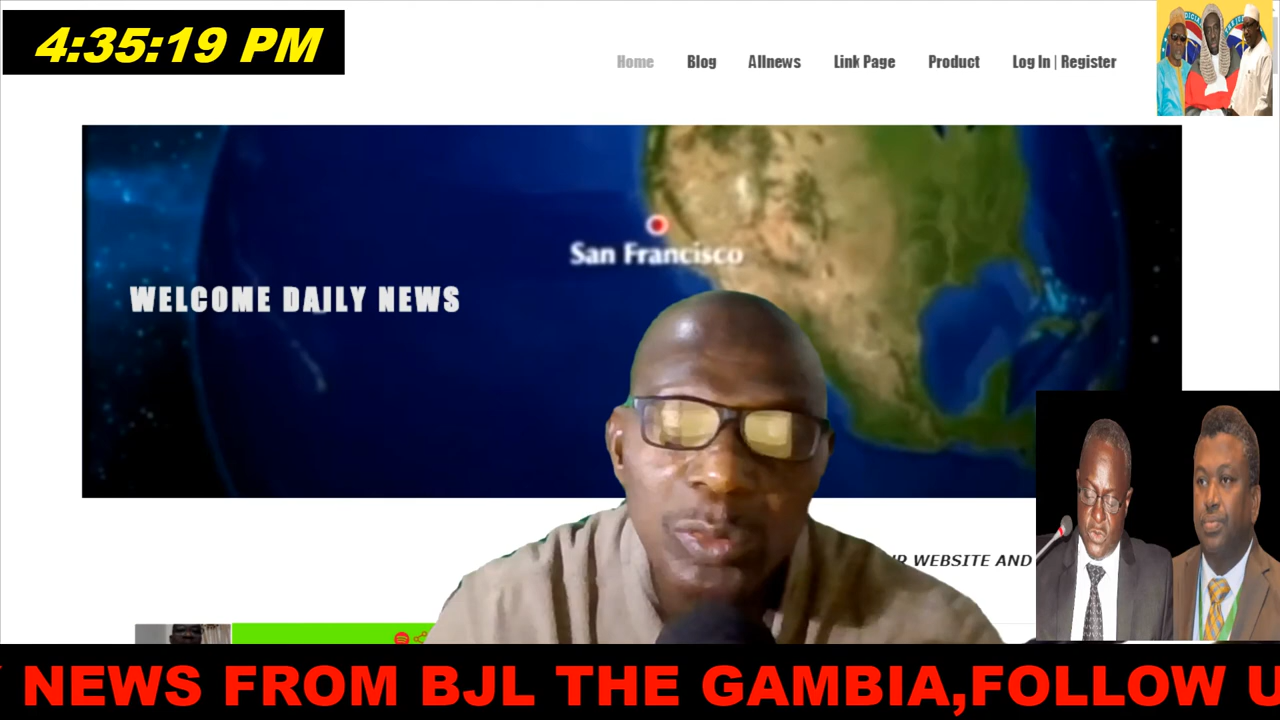 4:35:19 PM
Home Blog Allnews Link Page Product Log In | Register
San Francisco
WELCOME DAILY NEWS
WEBSITE AND
NEWS FROM BJL THE GAMBIA,FOLLOW